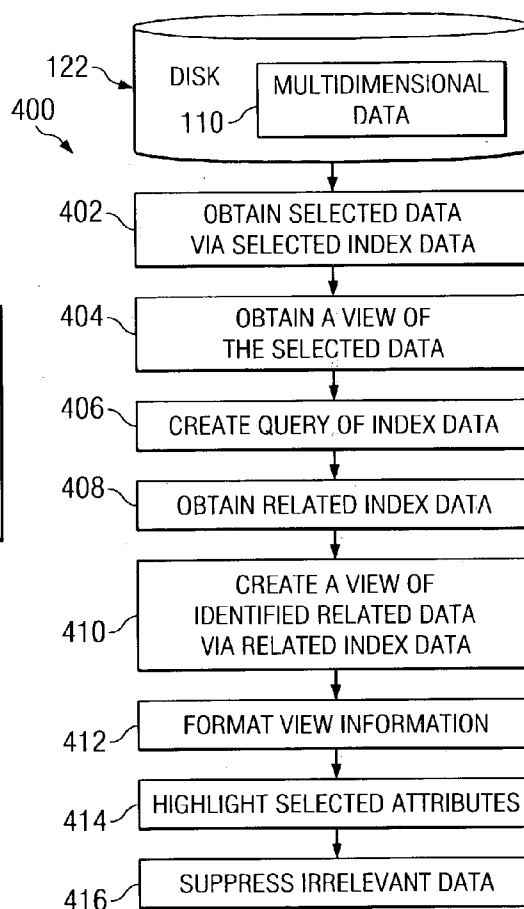 122
DISK
MULTIDIMENSIONAL
DATA
110
400
402
OBTAIN SELECTED DATA
VIA SELECTED INDEX DATA
404
OBTAIN A VIEW OF
THE SELECTED DATA
406
CREATE QUERY OF INDEX DATA
408
OBTAIN RELATED INDEX DATA
410
CREATE A VIEW OF
IDENTIFIED RELATED DATA
VIA RELATED INDEX DATA
412
FORMAT VIEW INFORMATION
414
HIGHLIGHT SELECTED ATTRIBUTES
416
SUPPRESS IRRELEVANT DATA